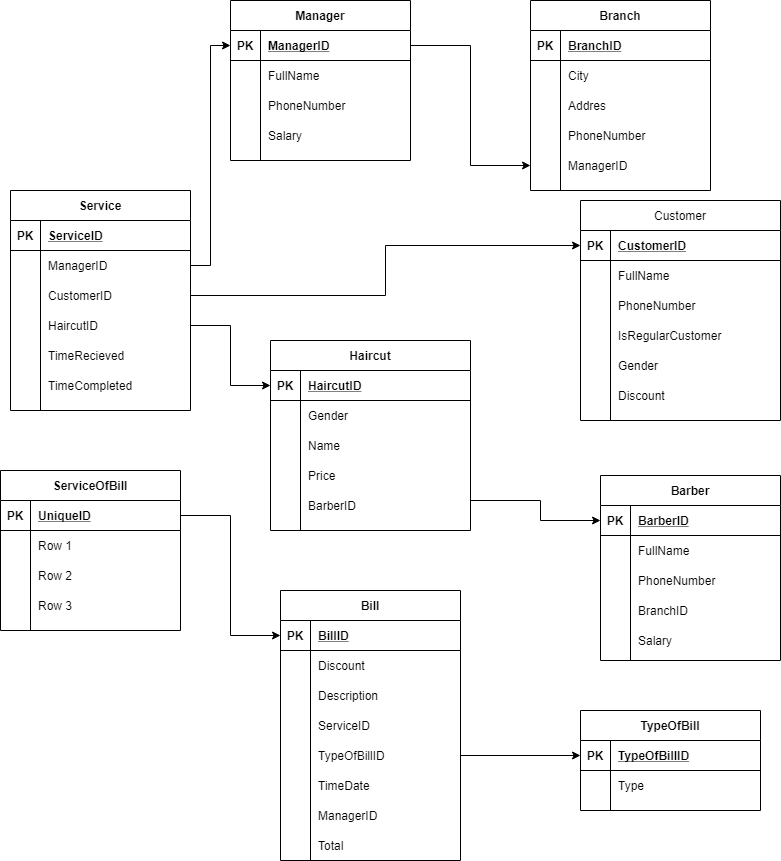 Manager
PK ManagerID
FullName
PhoneNumber
Salary
Branch
PK BranchID
City
Addres
PhoneNumber
ManagerID
Service
PK ServiceID
ManagerID
CustomerID
HaircutID
TimeRecieved
TimeCompleted
Customer
PK CustomerID
FullName
PhoneNumber
IsRegularCustomer
Gender
Discount
Haircut
PK HaircutID
Gender
Name
Price
BarberID
ServiceOfBill
PK UniqueID
Row 1
Row 2
Row 3
Barber
PK BarberID
FullName
PhoneNumber
BranchID
Salary
Bill
PK BillID
Discount
Description
ServiceID
TypeOfBillID
TimeDate
ManagerID
Total
TypeOfBill
PK TypeOfBillID
Type